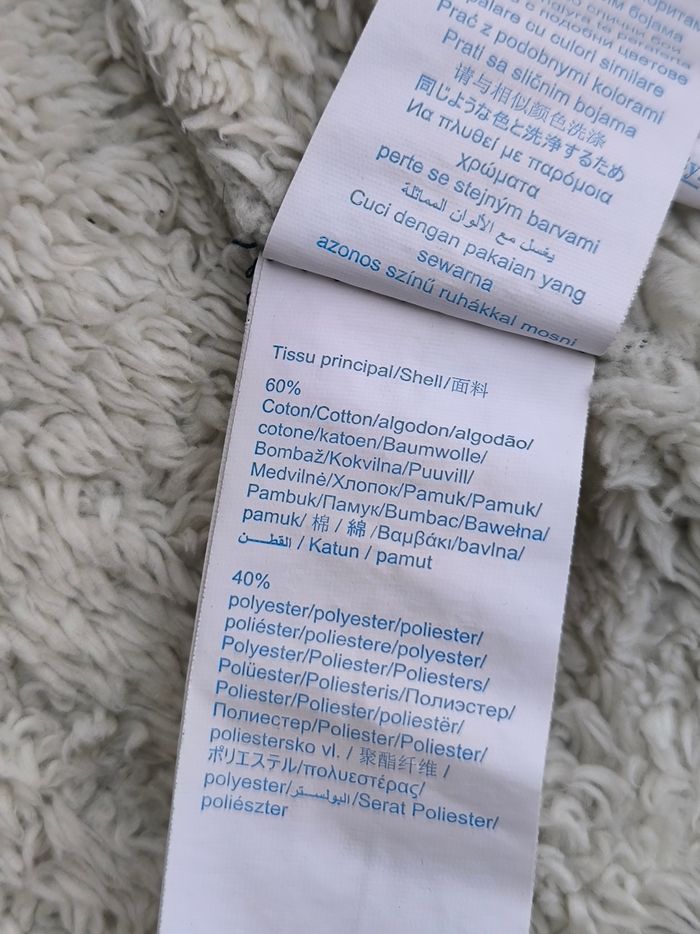 bojama
palare cu culori similare
Prać z podobnymi kolorami
Prati sa sličnim bojama
请与相似颜色洗涤
同じような色と洗浄するため
Να πλυθεί με παρόμοια
χρώματα
perte se stejným barvami
يغسل مع الألوان المماثلة
Cuci dengan pakaian yang
sewarna
azonos színű ruhákkal mosni
Tissu principal/Shell/面料
60%
Coton/Cotton/algodon/algodão/
cotone/katoen/Baumwolle/
Bombaž/Kokvilna/Puuvill/
Medvilnė/Хлопок/Pamuk/Pamuk/
Pambuk/Памук/Bumbac/Bawełna/
pamuk/ 棉 / 綿 /Βαμβάκι/bavlna/
القطن / Katun / pamut
40%
polyester/polyester/poliester/
poliéster/poliestere/polyester/
Polyester/Poliester/Poliesters/
Polüester/Poliesteris/Полиэстер/
Poliester/Poliester/poliestër/
Полиестер/Poliester/Poliester/
poliestersko vl. / 聚酯纤维 /
ポリエステル/πολυεστέρας/
polyester/البوليستر/Serat Poliester/
poliészter